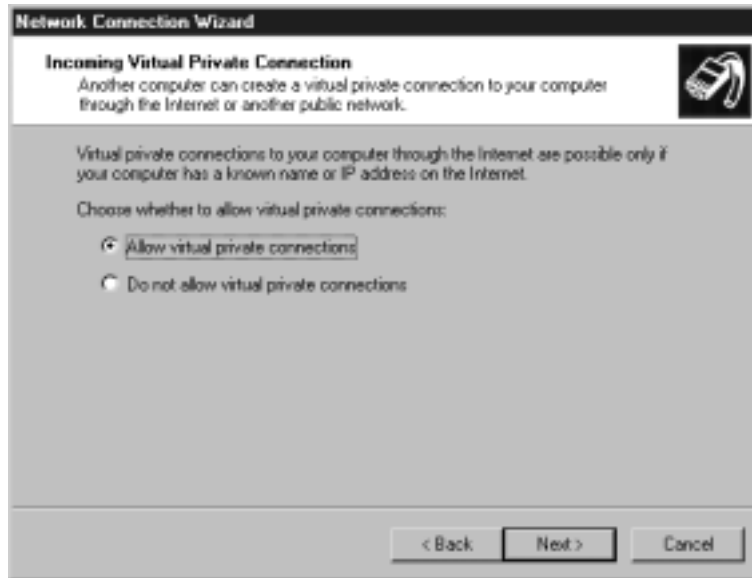 Network Connection Wizard
Incoming Virtual Private Connection
Another computer can create a virtual private connection to your computer
through the Internet or another public network.
Virtual private connections to your computer through the Internet are possible only if
your computer has a known name or IP address on the Internet.
Choose whether to allow virtual private connections:
Allow virtual private connections
Do not allow virtual private connections
< Back Next > Cancel